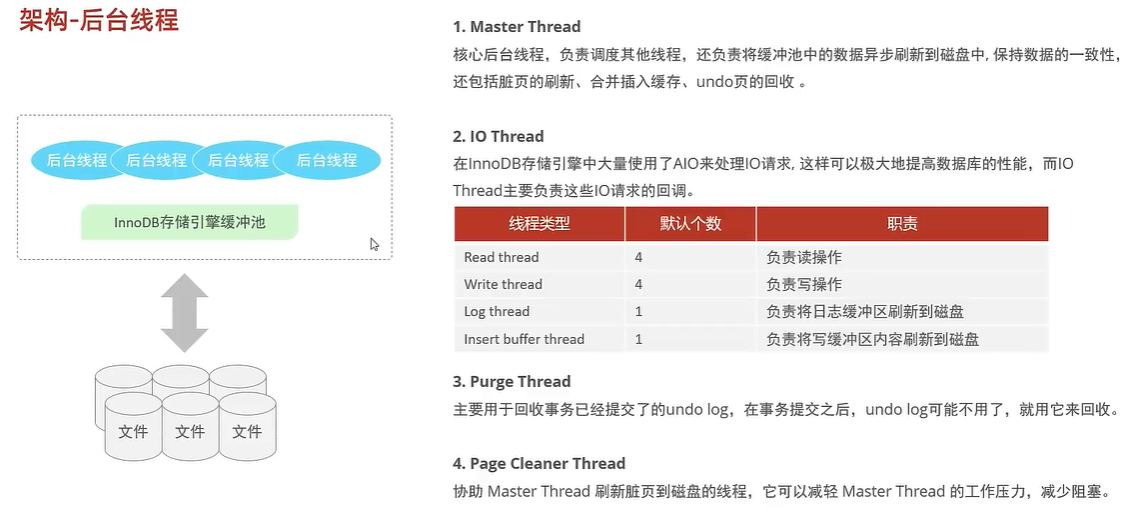 架构-后台线程
后台线程 后台线程 后台线程 后台线程
InnoDB存储引擎缓冲池
文件 文件 文件
1. Master Thread
核心后台线程，负责调度其他线程，还负责将缓冲池中的数据异步刷新到磁盘中, 保持数据的一致性，
还包括脏页的刷新、合并插入缓存、undo页的回收 。
2. IO Thread
在InnoDB存储引擎中大量使用了AIO来处理IO请求, 这样可以极大地提高数据库的性能，而IO
Thread主要负责这些IO请求的回调。
线程类型 默认个数 职责
Read thread 4 负责读操作
Write thread 4 负责写操作
Log thread 1 负责将日志缓冲区刷新到磁盘
Insert buffer thread 1 负责将写缓冲区内容刷新到磁盘
3. Purge Thread
主要用于回收事务已经提交了的undo log，在事务提交之后，undo log可能不用了，就用它来回收。
4. Page Cleaner Thread
协助 Master Thread 刷新脏页到磁盘的线程，它可以减轻 Master Thread 的工作压力，减少阻塞。